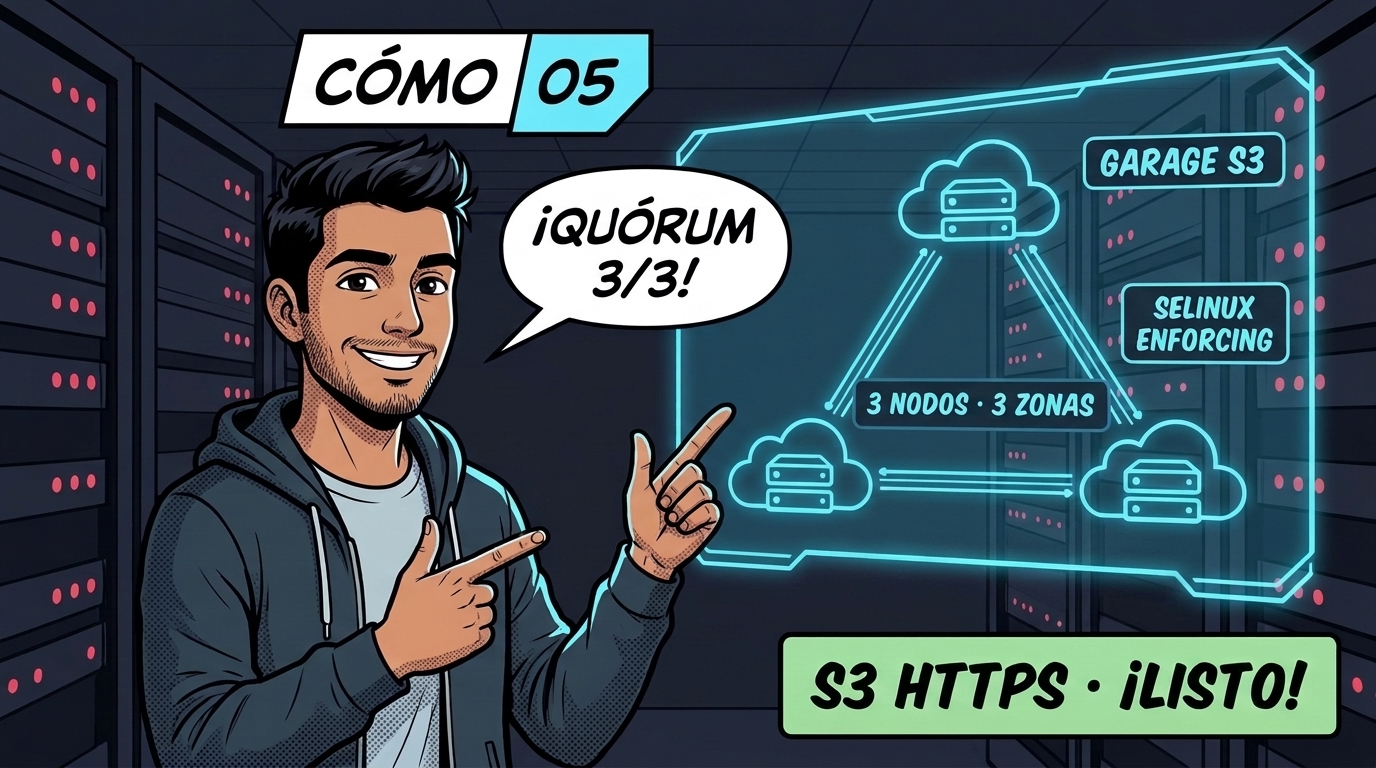 CÓMO 05
¡QUÓRUM
3/3!
GARAGE S3
SELINUX
ENFORCING
3 NODOS · 3 ZONAS
S3 HTTPS · ¡LISTO!